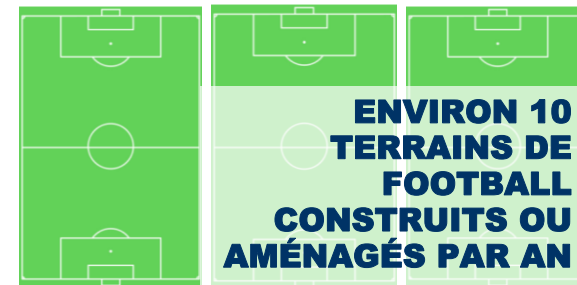 ENVIRON 10
TERRAINS DE
FOOTBALL
CONSTRUITS OU
AMÉNAGÉS PAR AN